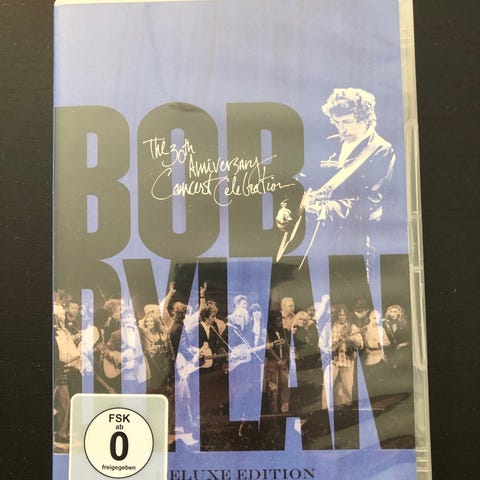 BOB
The 30th
Anniversary
Concert Celebration
DYLAN
FSK
ab
0
freigegeben
ELUXE EDITION